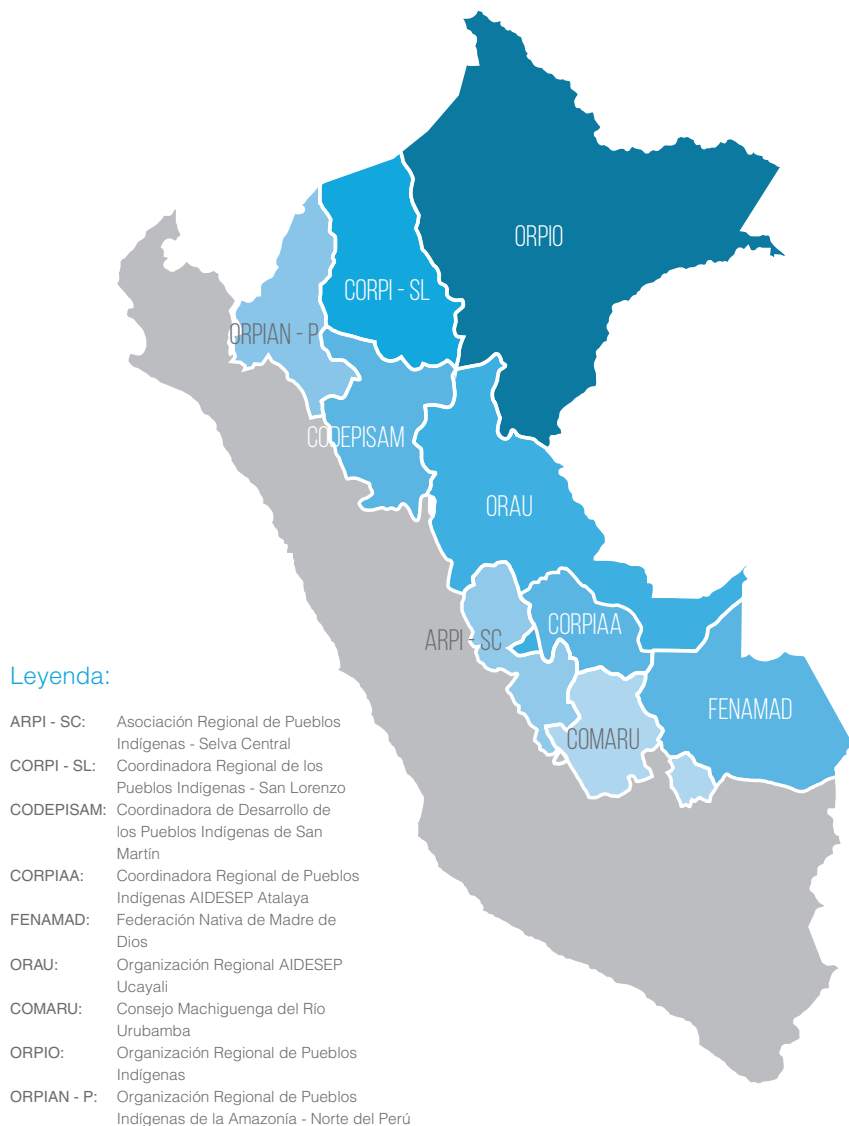 ORPIO
CORPI - SL
ORPIAN - P
CODEPISAM
ORAU
CORPIAA
ARPI - SC
FENAMAD
COMARU
Leyenda:
ARPI - SC: Asociación Regional de Pueblos
Indígenas - Selva Central
CORPI - SL: Coordinadora Regional de los
Pueblos Indígenas - San Lorenzo
CODEPISAM: Coordinadora de Desarrollo de
los Pueblos Indígenas de San
Martín
CORPIAA: Coordinadora Regional de Pueblos
Indígenas AIDESEP Atalaya
FENAMAD: Federación Nativa de Madre de
Dios
ORAU: Organización Regional AIDESEP
Ucayali
COMARU: Consejo Machiguenga del Río
Urubamba
ORPIO: Organización Regional de Pueblos
Indígenas
ORPIAN - P: Organización Regional de Pueblos
Indígenas de la Amazonía - Norte del Perú